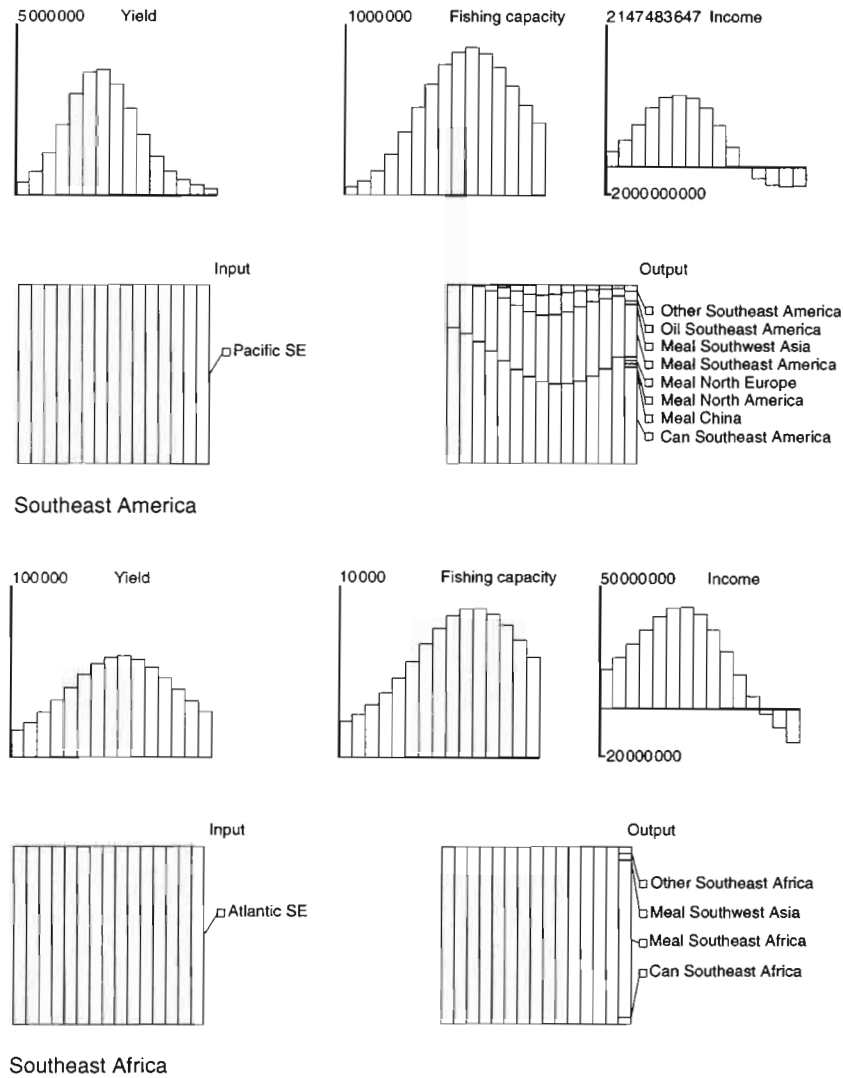 5000000 Yield
1000000 Fishing capacity
2147483647 Income
-2000000000
Input
Pacific SE
Output
Other Southeast America
Oil Southeast America
Meal Southwest Asia
Meal Southeast America
Meal North Europe
Meal North America
Meal China
Can Southeast America
Southeast America
100000 Yield
10000 Fishing capacity
50000000 Income
-20000000
Input
Atlantic SE
Output
Other Southeast Africa
Meal Southwest Asia
Meal Southeast Africa
Can Southeast Africa
Southeast Africa